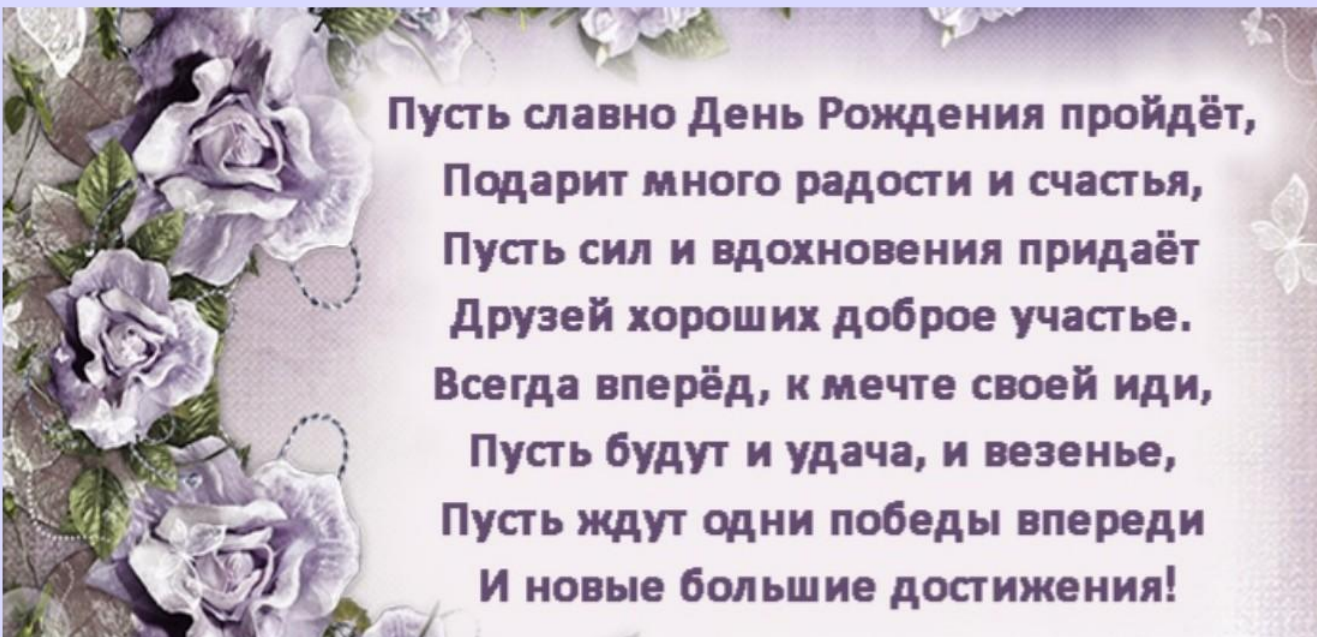 Пусть славно День Рождения пройдёт,
Подарит много радости и счастья,
Пусть сил и вдохновения придаёт
Друзей хороших доброе участье.
Всегда вперёд, к мечте своей иди,
Пусть будут и удача, и везенье,
Пусть ждут одни победы впереди
И новые большие достижения!